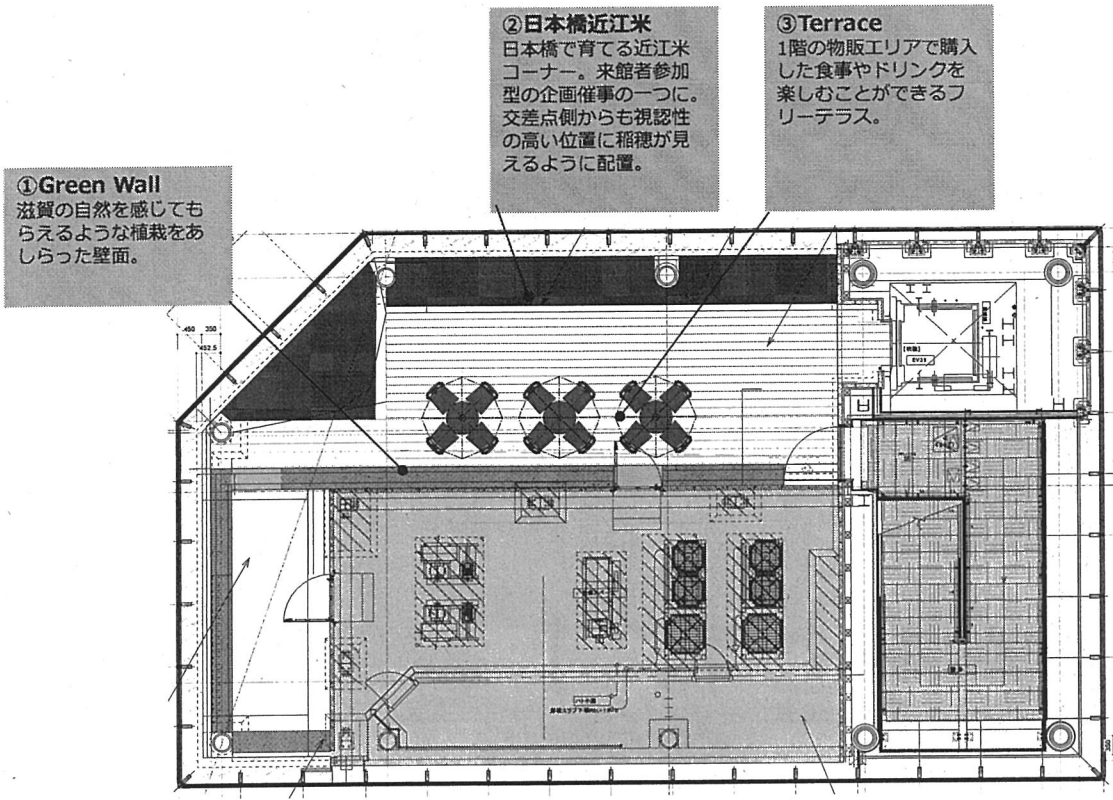 ②日本橋近江米
日本橋で育てる近江米
コーナー。来館者参加
型の企画催事の一つに。
交差点側からも視認性
の高い位置に稲穂が見
えるように配置。
③Terrace
1階の物販エリアで購入
した食事やドリンクを
楽しむことができるフ
リーテラス。
①Green Wall
滋賀の自然を感じても
らえるような植栽をあ
しらった壁面。
450 350
452.5
EV23